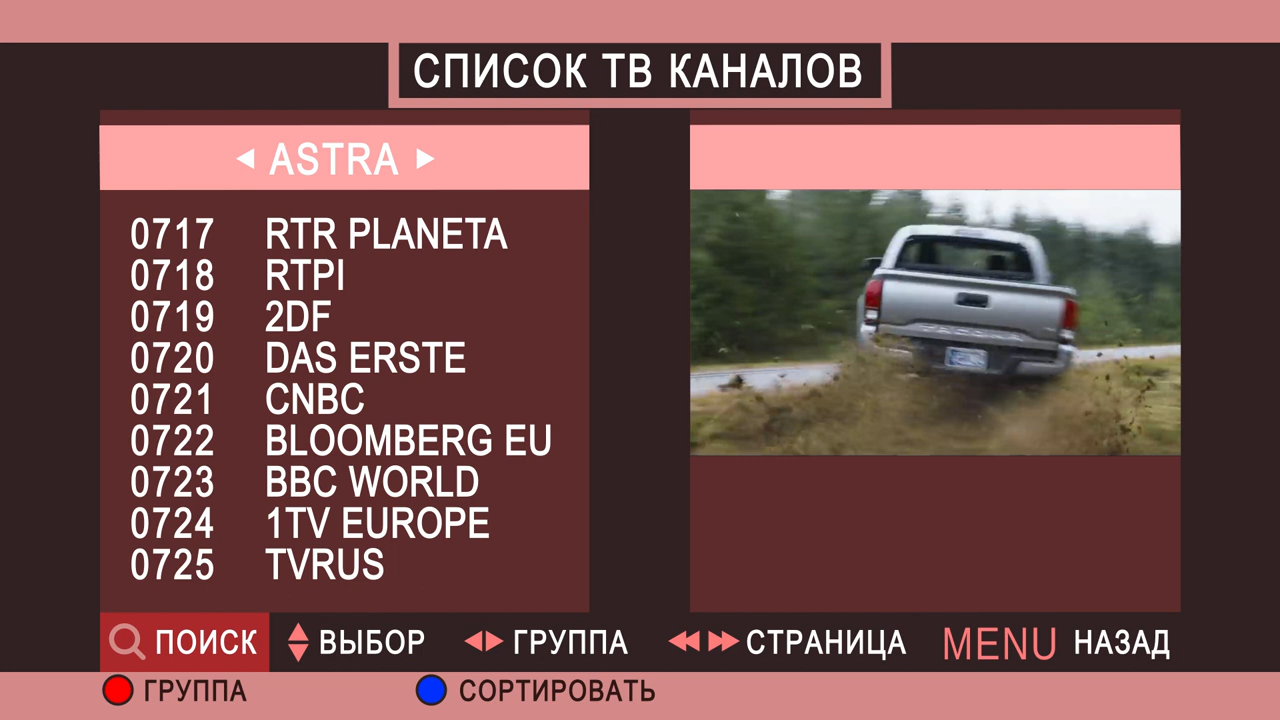 СПИСОК ТВ КАНАЛОВ
ASTRA
0717 RTR PLANETA
0718 RTPI
0719 2DF
0720 DAS ERSTE
0721 CNBC
0722 BLOOMBERG EU
0723 BBC WORLD
0724 1TV EUROPE
0725 TVRUS
ПОИСК ВЫБОР ГРУППА СТРАНИЦА MENU НАЗАД
ГРУППА СОРТИРОВАТЬ